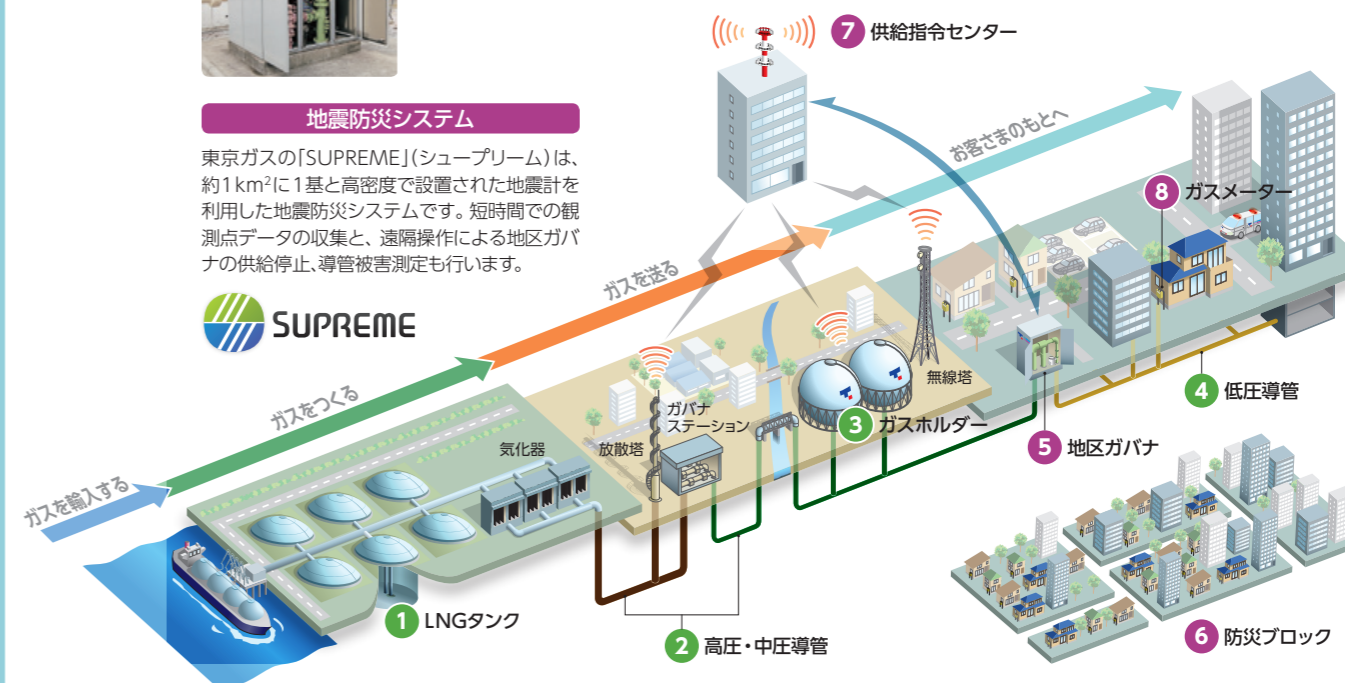 7 供給指令センター
地震防災システム
東京ガスの「SUPREME」（シュープリーム）は、
約1km²に1基と高密度で設置された地震計を
利用した地震防災システムです。短時間での観
測点データの収集と、遠隔操作による地区ガバ
ナの供給停止、導管被害測定も行います。
SUPREME
ガスを輸入する
ガスをつくる
ガスを送る
お客さまのもとへ
8 ガスメーター
無線塔
ガバナ
ステーション
放散塔
気化器
3 ガスホルダー
4 低圧導管
5 地区ガバナ
1 LNGタンク
2 高圧・中圧導管
6 防災ブロック